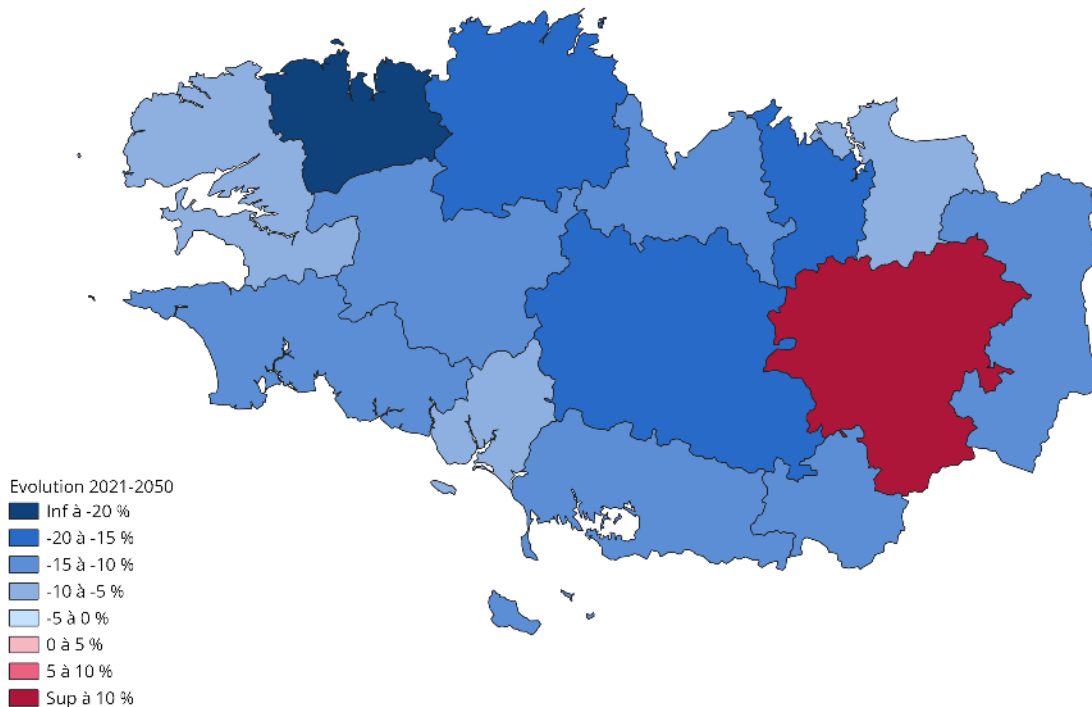 Evolution 2021-2050
Inf à -20 %
-20 à -15 %
-15 à -10 %
-10 à -5 %
-5 à 0 %
0 à 5 %
5 à 10 %
Sup à 10 %